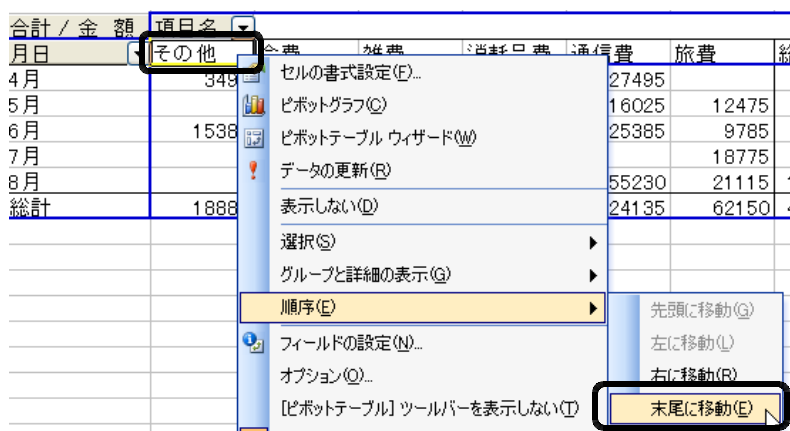 合計 / 金 額 項目名
月日 その他 会費 雑費 消耗品費 通信費 旅費
4月 349 27495
5月 16025 12475
6月 1538 25385 9785
7月 18775
8月 55230 21115
総計 1888 24135 62150
セルの書式設定(F)...
ピボットグラフ(C)
ピボットテーブル ウィザード(W)
データの更新(R)
表示しない(D)
選択(S)
グループと詳細の表示(G)
順序(E)
フィールドの設定(N)...
オプション(O)...
[ピボットテーブル] ツールバーを表示しない(T)
先頭に移動(G)
左に移動(L)
右に移動(R)
末尾に移動(E)